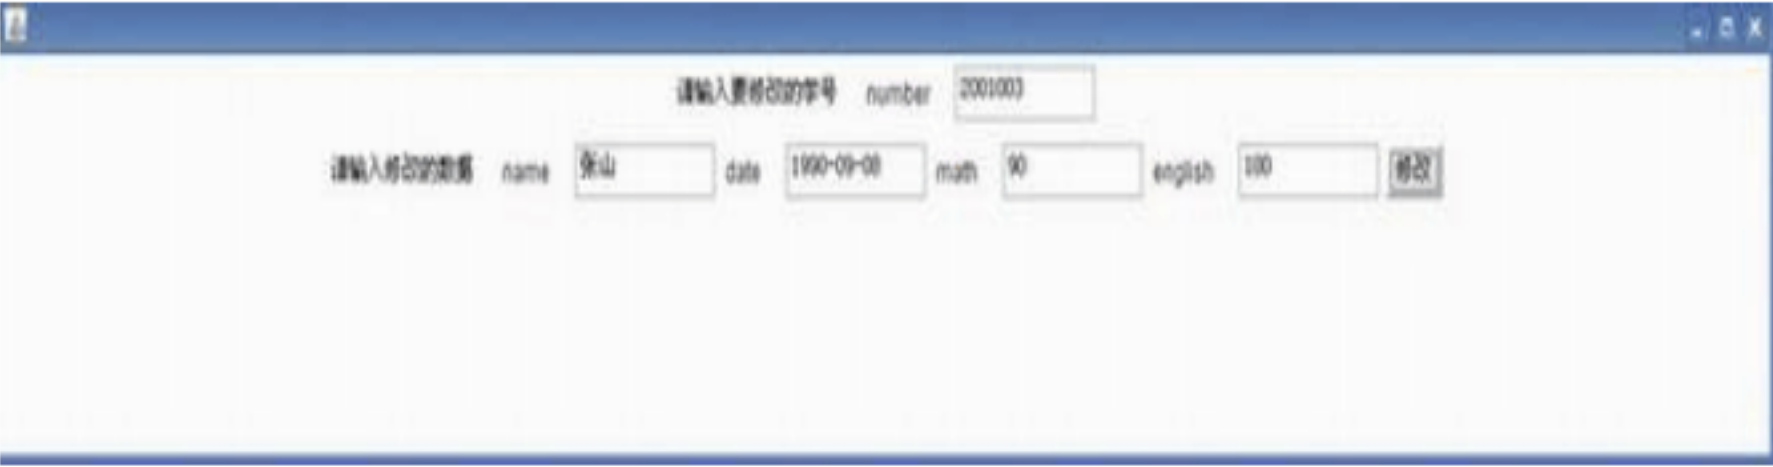 请输入要修改的学号 number 2001003
请输入修改的数据 name 张山 date 1990-09-08 math 90 english 100 修改